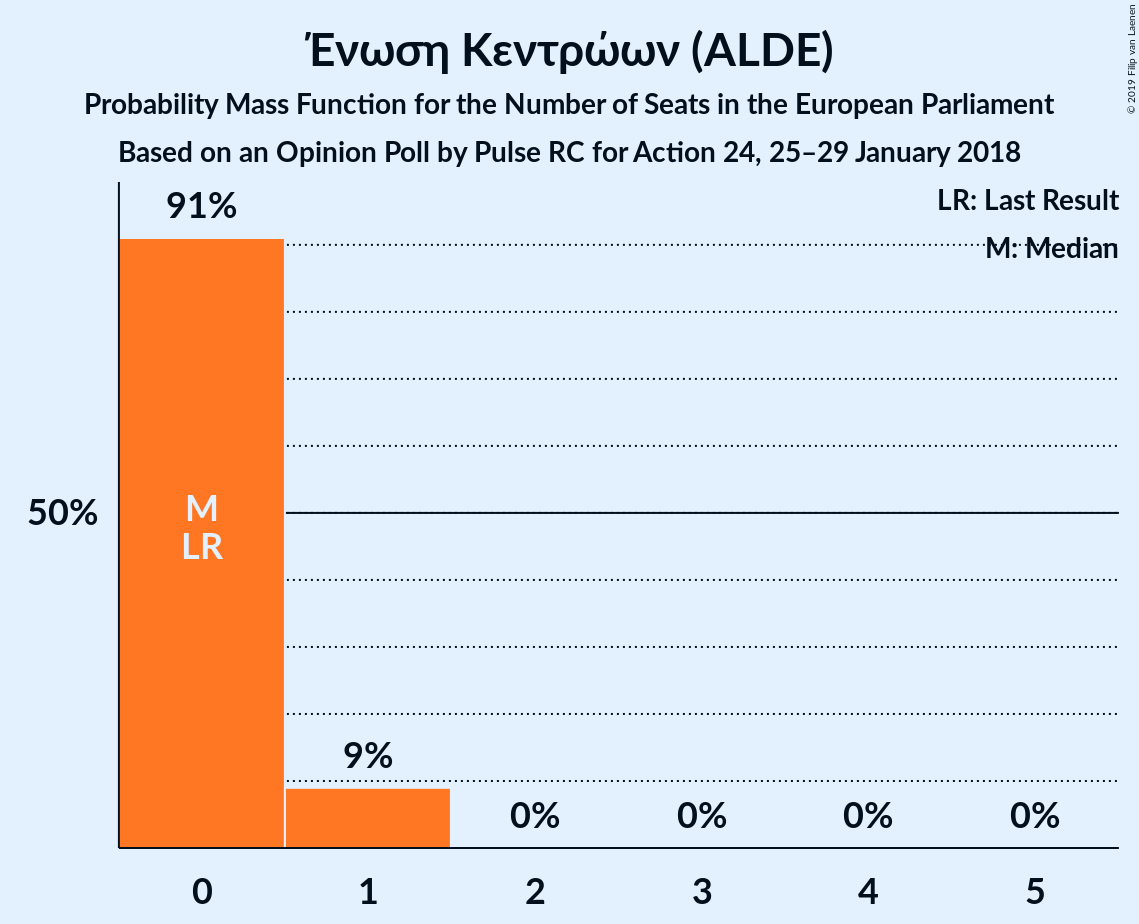 Ένωση Κεντρώων (ALDE)
Probability Mass Function for the Number of Seats in the European Parliament
Based on an Opinion Poll by Pulse RC for Action 24, 25–29 January 2018
© 2019 Filip van Laenen
LR: Last Result
M: Median
91%
50%
M
LR
9%
0% 0% 0% 0%
0 1 2 3 4 5